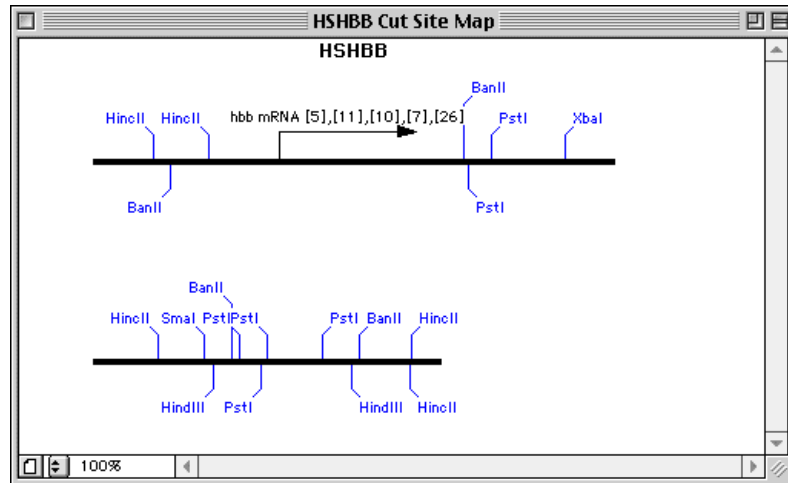 HSHBB Cut Site Map
HSHBB
BanII
HincII HincII hbb mRNA [5],[11],[10],[7],[26] PstI XbaI
BanII PstI
BanII
HincII SmaI PstI PstI PstI BanII HincII
HindIII PstI HindIII HincII
100%